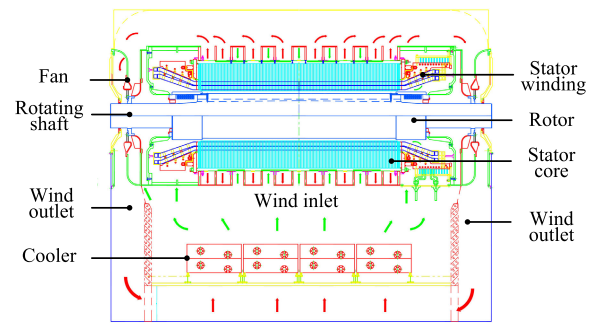 Fan
Stator
winding
Rotating
shaft
Rotor
Stator
core
Wind
outlet
Wind inlet
Wind
outlet
Cooler